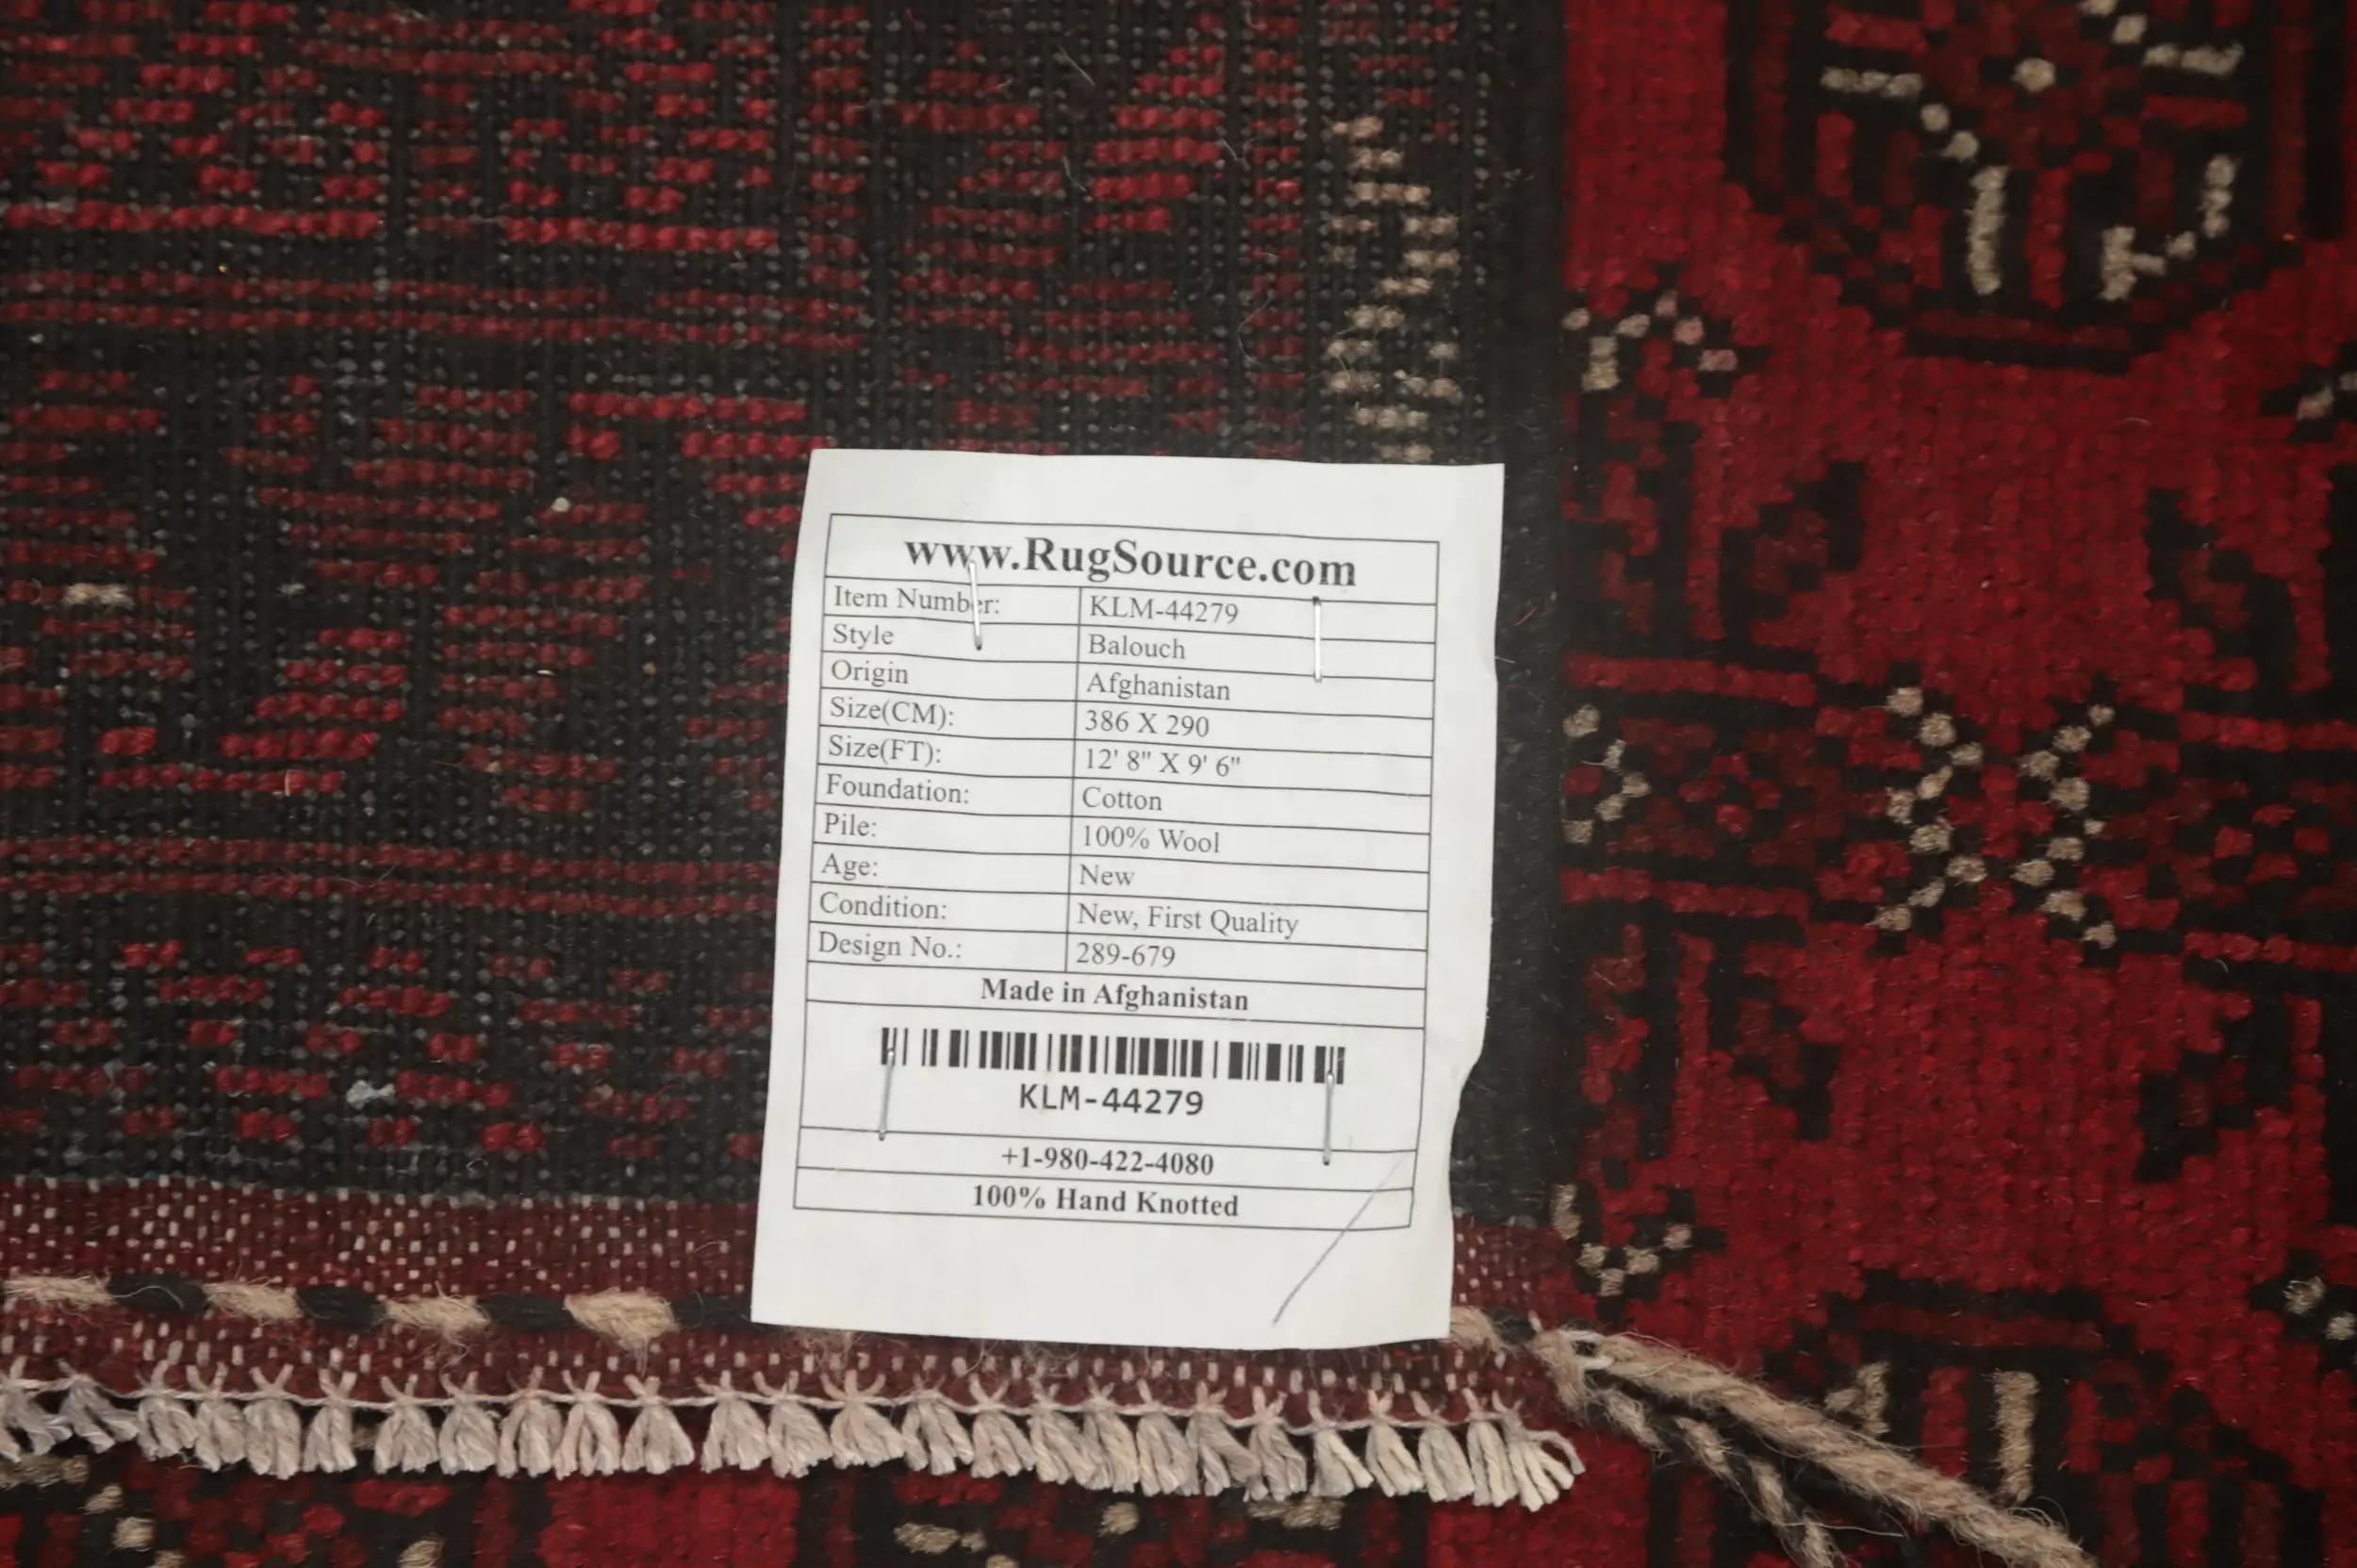 www.RugSource.com
Item Number: KLM-44279
Style Balouch
Origin Afghanistan
Size(CM): 386 X 290
Size(FT): 12' 8" X 9' 6"
Foundation: Cotton
Pile: 100% Wool
Age: New
Condition: New, First Quality
Design No.: 289-679
Made in Afghanistan
KLM-44279
+1-980-422-4080
100% Hand Knotted